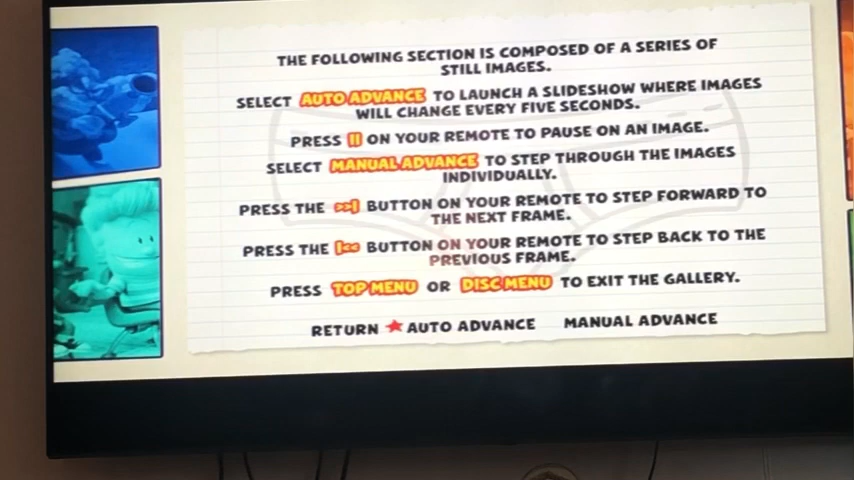 THE FOLLOWING SECTION IS COMPOSED OF A SERIES OF
STILL IMAGES.
SELECT AUTO ADVANCE TO LAUNCH A SLIDESHOW WHERE IMAGES
WILL CHANGE EVERY FIVE SECONDS.
PRESS II ON YOUR REMOTE TO PAUSE ON AN IMAGE.
SELECT MANUAL ADVANCE TO STEP THROUGH THE IMAGES
INDIVIDUALLY.
PRESS THE >>I BUTTON ON YOUR REMOTE TO STEP FORWARD TO
THE NEXT FRAME.
PRESS THE I<< BUTTON ON YOUR REMOTE TO STEP BACK TO THE
PREVIOUS FRAME.
PRESS TOP MENU OR DISC MENU TO EXIT THE GALLERY.
RETURN ★ AUTO ADVANCE MANUAL ADVANCE